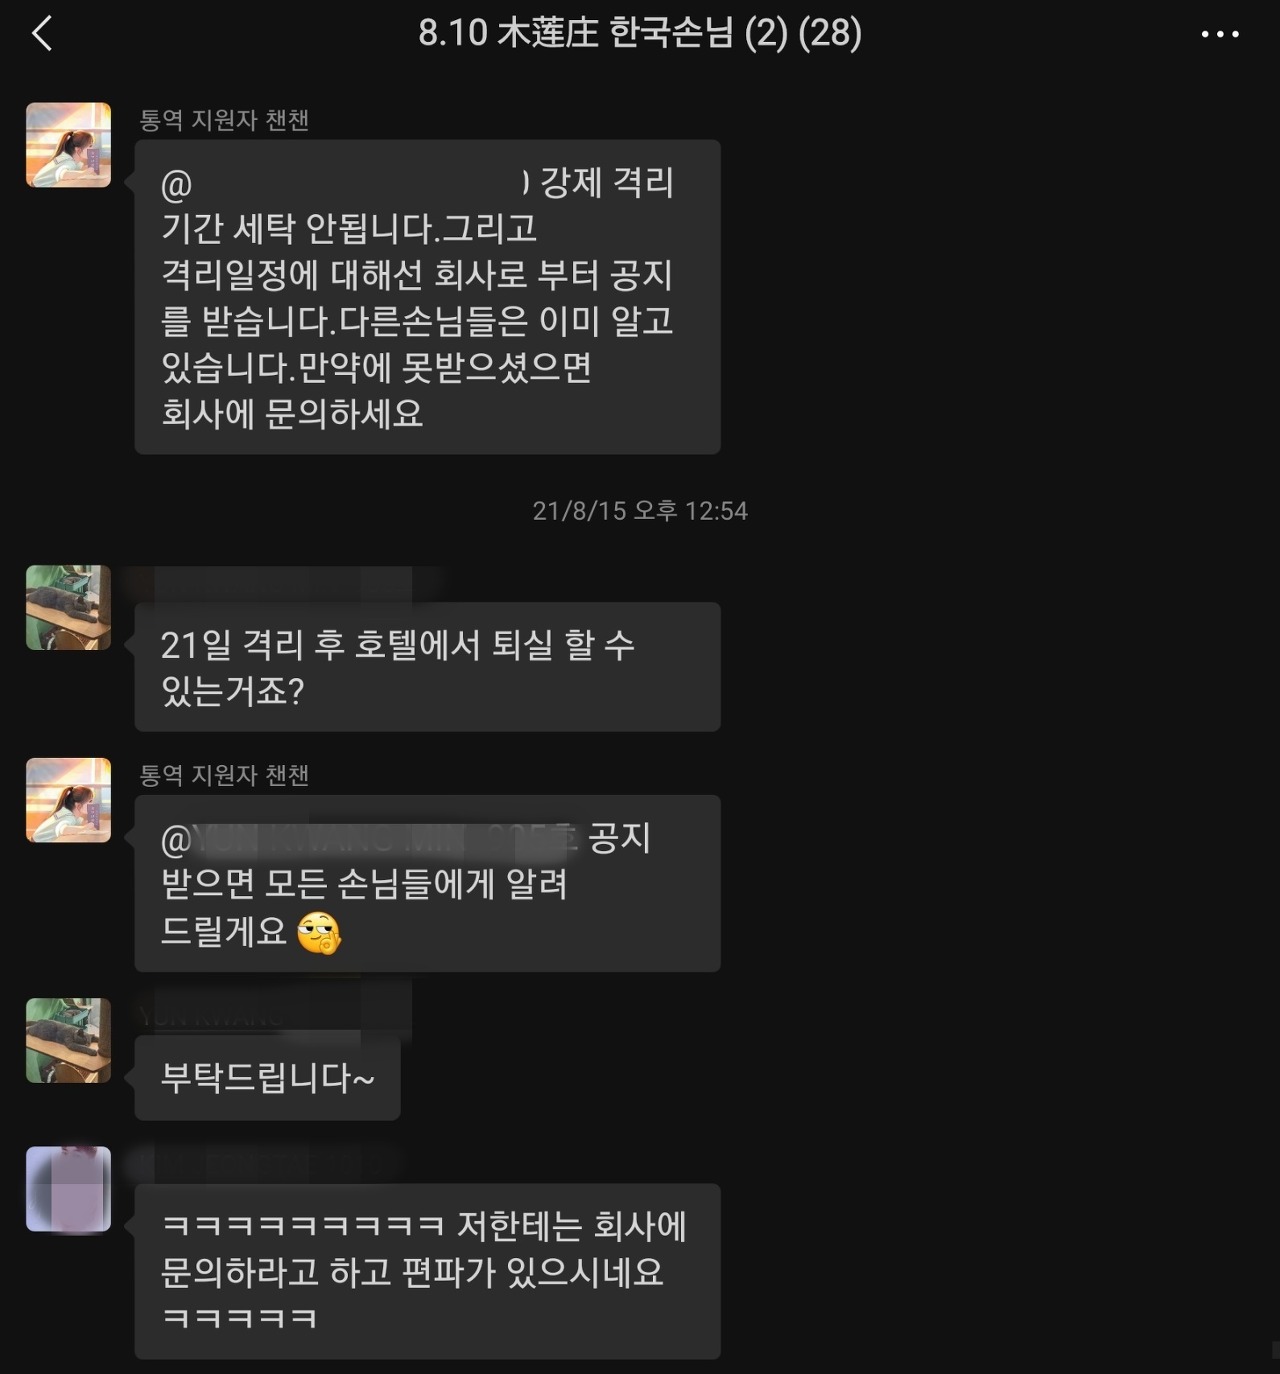 8.10 木莲庄 한국손님 (2) (28)
통역 지원자 챈챈
@ ) 강제 격리
기간 세탁 안됩니다.그리고
격리일정에 대해선 회사로 부터 공지
를 받습니다.다른손님들은 이미 알고
있습니다.만약에 못받으셨으면
회사에 문의하세요
21/8/15 오후 12:54
21일 격리 후 호텔에서 퇴실 할 수
있는거죠?
통역 지원자 챈챈
@ 공지
받으면 모든 손님들에게 알려
드릴게요
부탁드립니다~
ㅋㅋㅋㅋㅋㅋㅋㅋㅋ 저한테는 회사에
문의하라고 하고 편파가 있으시네요
ㅋㅋㅋㅋㅋ